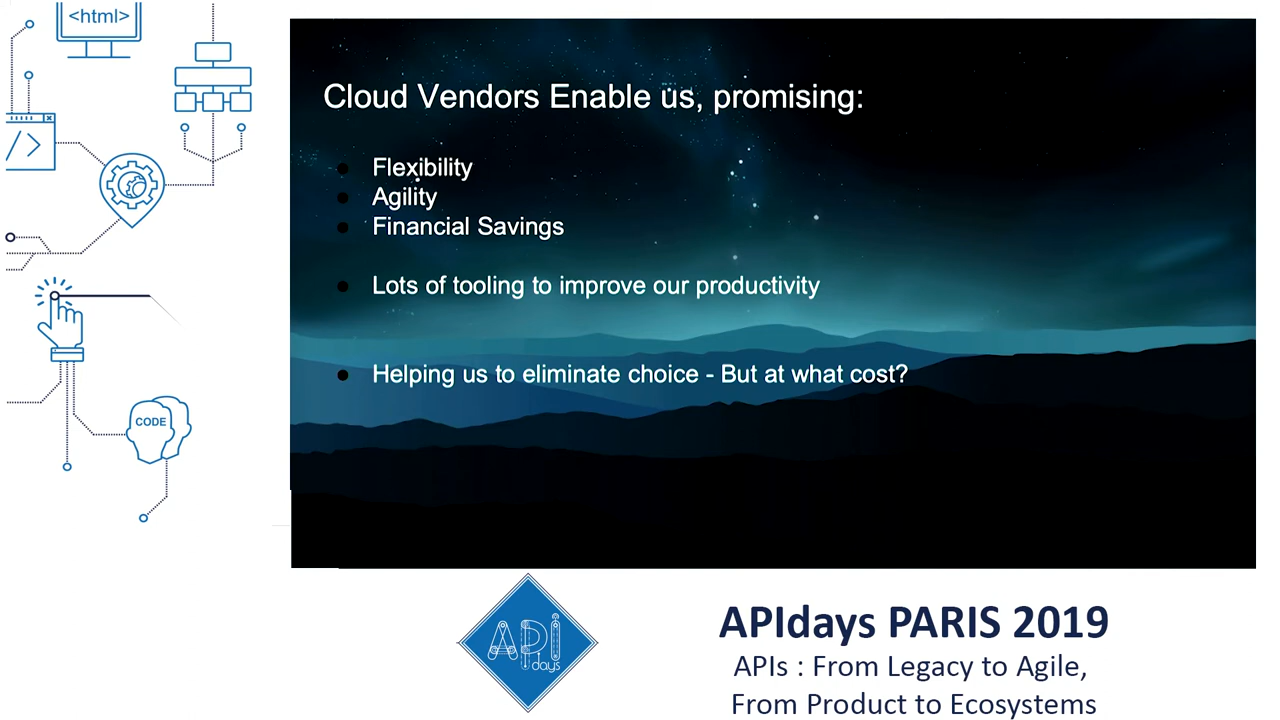 <html>
Cloud Vendors Enable us, promising:
Flexibility
Agility
Financial Savings
Lots of tooling to improve our productivity
Helping us to eliminate choice - But at what cost?
</>
CODE
API
days
APIdays PARIS 2019
APIs : From Legacy to Agile,
From Product to Ecosystems